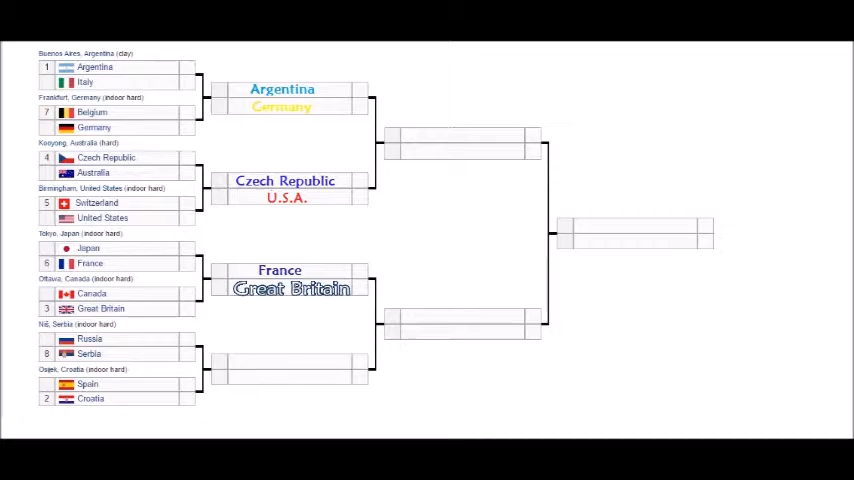 Buenos Aires, Argentina (clay)
1 Argentina
Italy
Frankfurt, Germany (indoor hard)
7 Belgium
Germany
Kooyong, Australia (hard)
4 Czech Republic
Australia
Birmingham, United States (indoor hard)
5 Switzerland
United States
Tokyo, Japan (indoor hard)
Japan
6 France
Ottawa, Canada (indoor hard)
Canada
3 Great Britain
Niš, Serbia (indoor hard)
Russia
8 Serbia
Osijek, Croatia (indoor hard)
Spain
2 Croatia
Argentina
Germany
Czech Republic
U.S.A.
France
Great Britain